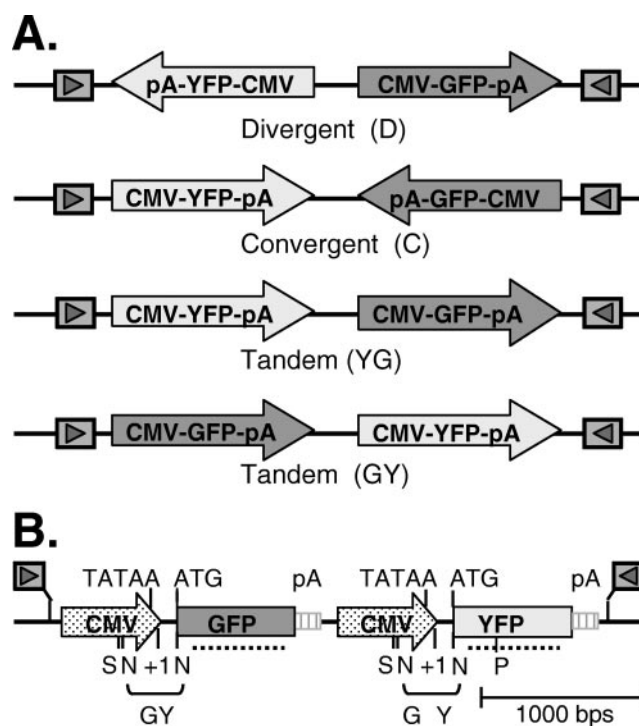 A.
pA-YFP-CMV CMV-GFP-pA
Divergent (D)
CMV-YFP-pA pA-GFP-CMV
Convergent (C)
CMV-YFP-pA CMV-GFP-pA
Tandem (YG)
CMV-GFP-pA CMV-YFP-pA
Tandem (GY)
B.
TATAA ATG pA TATAA ATG pA
CMV GFP CMV YFP
SN +1 N SN +1 N P
GY G Y 1000 bps